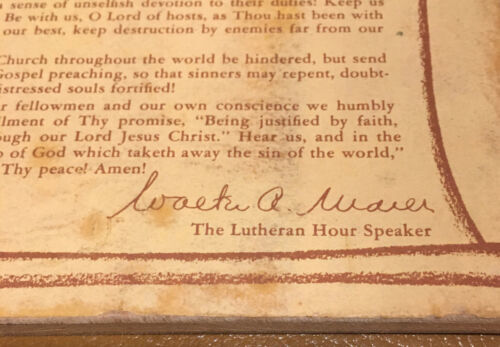 a sense of unselfish devotion to their duties! Keep us
Be with us, O Lord of hosts, as Thou hast been with
our best, keep destruction by enemies far from our
Church throughout the world be hindered, but send
Gospel preaching, so that sinners may repent, doubt-
istressed souls fortified!
r fellowmen and our own conscience we humbly
illment of Thy promise, "Being justified by faith,
ough our Lord Jesus Christ." Hear us, and in the
b of God which taketh away the sin of the world,"
Thy peace! Amen!
Walter A. Maier
The Lutheran Hour Speaker